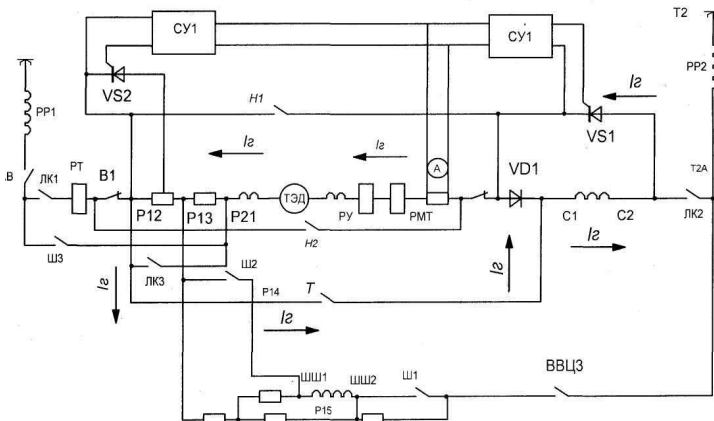 СУ1
СУ1
Т2
РР2
VS2
Н1
Iг
VS1
РР1
Iг
Iг
А
VD1
Т2А
.В
ЛК1
РТ
В1
Р12
Р13
Р21
ТЭД
РУ
РМТ
С1
С2
ЛК2
Ш3
Н2
Iг
Iг
ЛК3
Ш2
Iг
Р14
Т
Iг
ШШ1
ШШ2
Ш1
ВВЦЗ
Р15